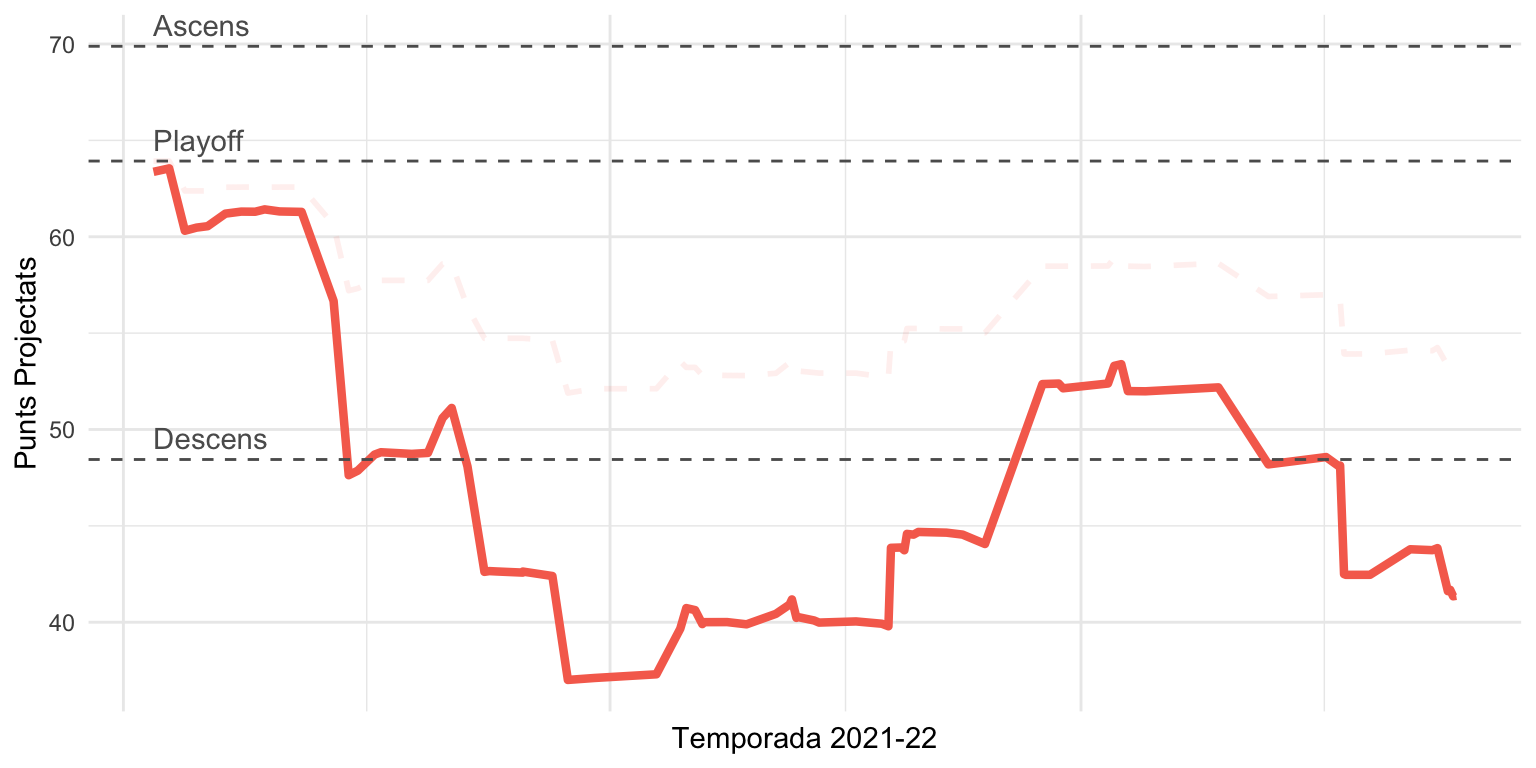 Ascens
70
Playoff
60
Punts Projectats
50
Descens
40
Temporada 2021-22